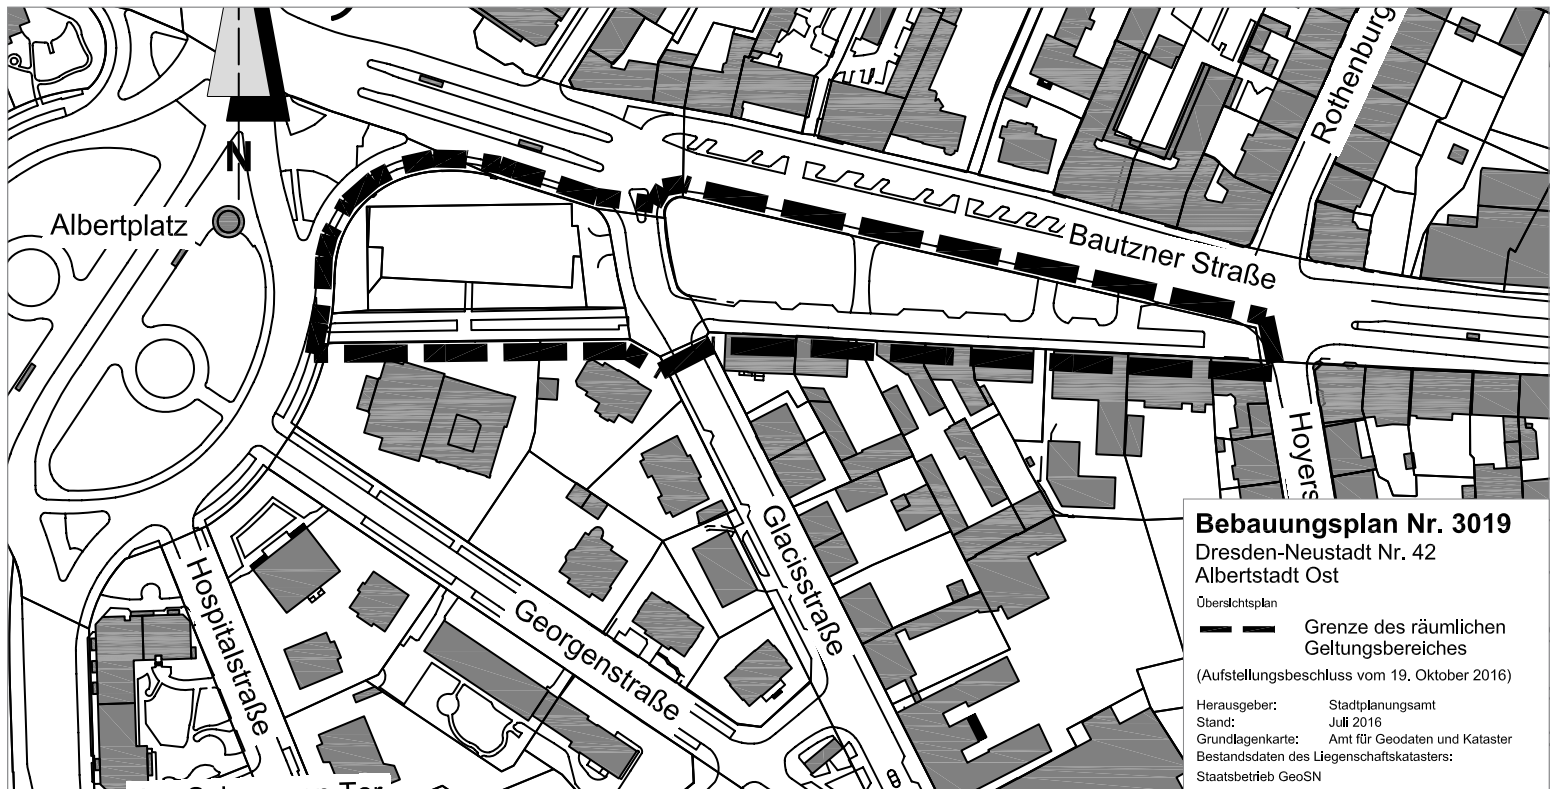 N
Albertplatz
Rothenburg
Bautzner Straße
Hoyers
Glacisstraße
Georgenstraße
Hospitalstraße
Bebauungsplan Nr. 3019
Dresden-Neustadt Nr. 42
Albertstadt Ost
Übersichtsplan
Grenze des räumlichen
Geltungsbereiches
(Aufstellungsbeschluss vom 19. Oktober 2016)
Herausgeber: Stadtplanungsamt
Stand: Juli 2016
Grundlagenkarte: Amt für Geodaten und Kataster
Bestandsdaten des Liegenschaftskatasters:
Staatsbetrieb GeoSN